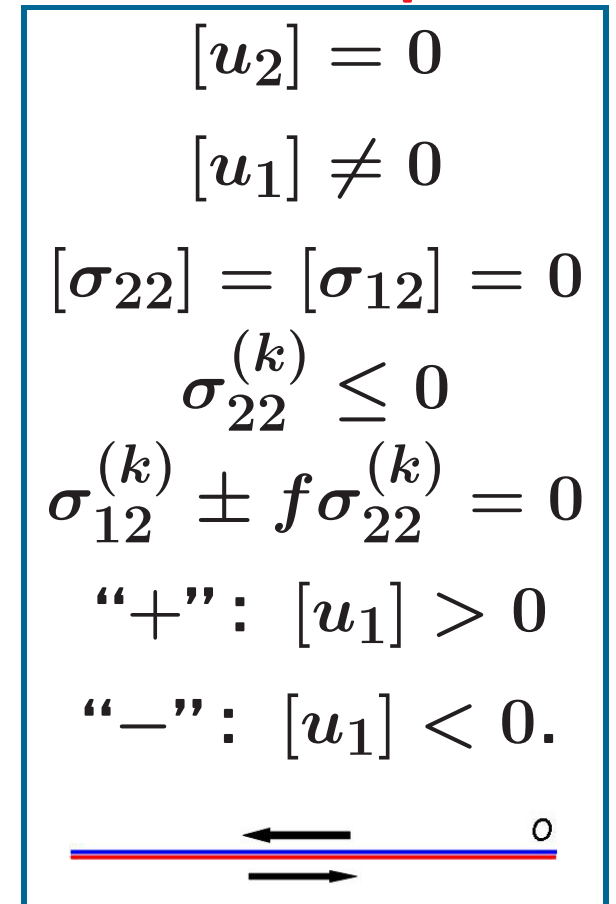 [u₂] = 0
[u₁] ≠ 0
[σ₂₂] = [σ₁₂] = 0
σ₂₂⁽ᵏ⁾ ≤ 0
σ₁₂⁽ᵏ⁾ ± fσ₂₂⁽ᵏ⁾ = 0
“+”: [u₁] > 0
“−”: [u₁] < 0.
O